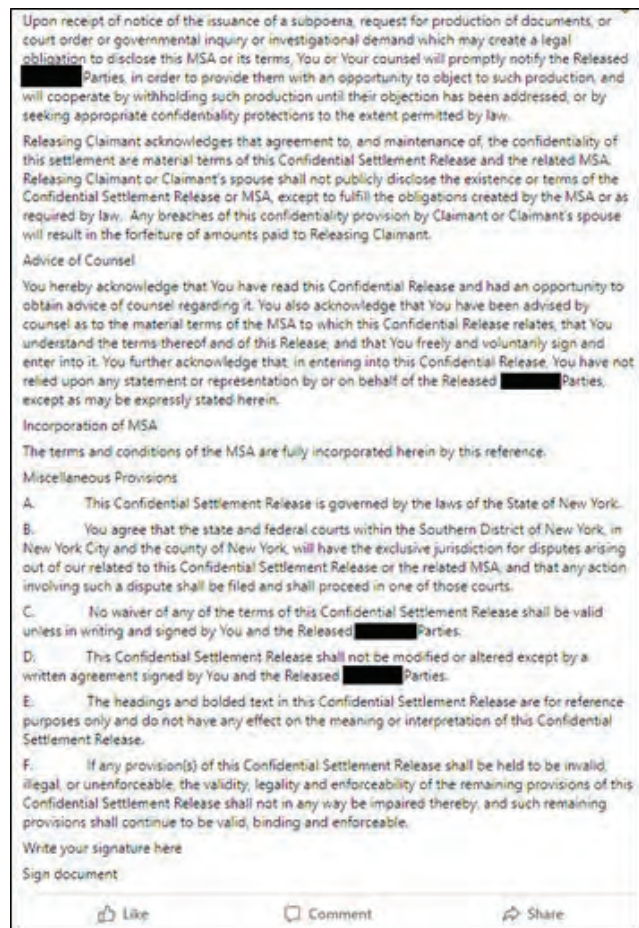 Upon receipt of notice of the issuance of a subpoena, request for production of documents, or
court order or governmental inquiry or investigational demand which may create a legal
obligation to disclose this MSA or its terms, You or Your counsel will promptly notify the Released
Parties, in order to provide them with an opportunity to object to such production, and
will cooperate by withholding such production until their objection has been addressed, or by
seeking appropriate confidentiality protections to the extent permitted by law.
Releasing Claimant acknowledges that agreement to, and maintenance of, the confidentiality of
this settlement are material terms of this Confidential Settlement Release and the related MSA.
Releasing Claimant or Claimant's spouse shall not publicly disclose the existence or terms of the
Confidential Settlement Release or MSA, except to fulfill the obligations created by the MSA or as
required by law. Any breaches of this confidentiality provision by Claimant or Claimant's spouse
will result in the forfeiture of amounts paid to Releasing Claimant.
Advice of Counsel
You hereby acknowledge that You have read this Confidential Release and had an opportunity to
obtain advice of counsel regarding it. You also acknowledge that You have been advised by
counsel as to the material terms of the MSA to which this Confidential Release relates, that You
understand the terms thereof and of this Release, and that You freely and voluntarily sign and
enter into it. You further acknowledge that, in entering into this Confidential Release, You have not
relied upon any statement or representation by or on behalf of the Released Parties,
except as may be expressly stated herein.
Incorporation of MSA
The terms and conditions of the MSA are fully incorporated herein by this reference.
Miscellaneous Provisions
A. This Confidential Settlement Release is governed by the laws of the State of New York.
B. You agree that the state and federal courts within the Southern District of New York, in
New York City and the county of New York, will have the exclusive jurisdiction for disputes arising
out of our related to this Confidential Settlement Release or the related MSA, and that any action
involving such a dispute shall be filed and shall proceed in one of those courts.
C. No waiver of any of the terms of this Confidential Settlement Release shall be valid
unless in writing and signed by You and the Released Parties.
D. This Confidential Settlement Release shall not be modified or altered except by a
written agreement signed by You and the Released Parties.
E. The headings and bolded text in this Confidential Settlement Release are for reference
purposes only and do not have any effect on the meaning or interpretation of this Confidential
Settlement Release.
F. If any provision(s) of this Confidential Settlement Release shall be held to be invalid,
illegal, or unenforceable, the validity, legality and enforceability of the remaining provisions of this
Confidential Settlement Release shall not in any way be impaired thereby, and such remaining
provisions shall continue to be valid, binding and enforceable.
Write your signature here
Sign document
Like Comment Share